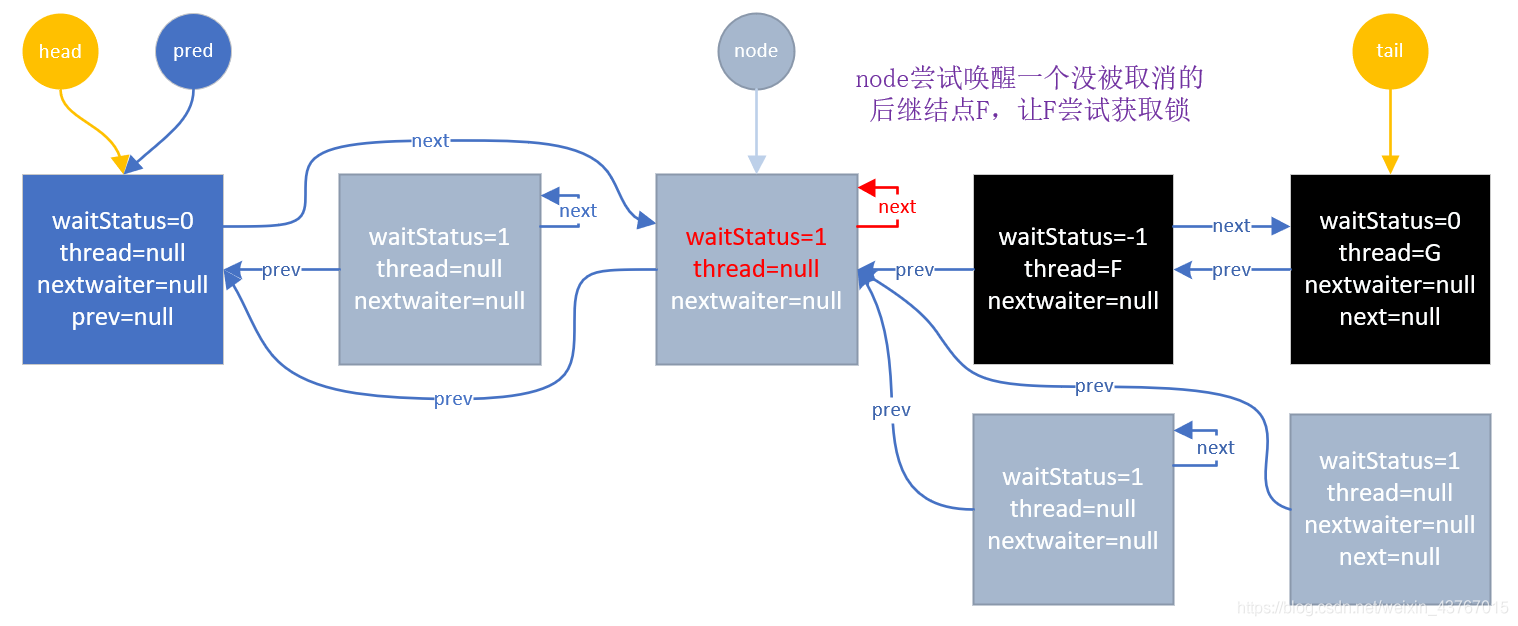 head
pred
node
tail
node尝试唤醒一个没被取消的
后继结点F，让F尝试获取锁
next
waitStatus=0
thread=null
nextwaiter=null
prev=null
prev
waitStatus=1
thread=null
nextwaiter=null
next
prev
waitStatus=1
thread=null
nextwaiter=null
next
prev
waitStatus=-1
thread=F
nextwaiter=null
next
prev
waitStatus=0
thread=G
nextwaiter=null
next=null
prev
prev
waitStatus=1
thread=null
nextwaiter=null
next
waitStatus=1
thread=null
nextwaiter=null
next=null
https://blog.csdn.net/weixin_43767015